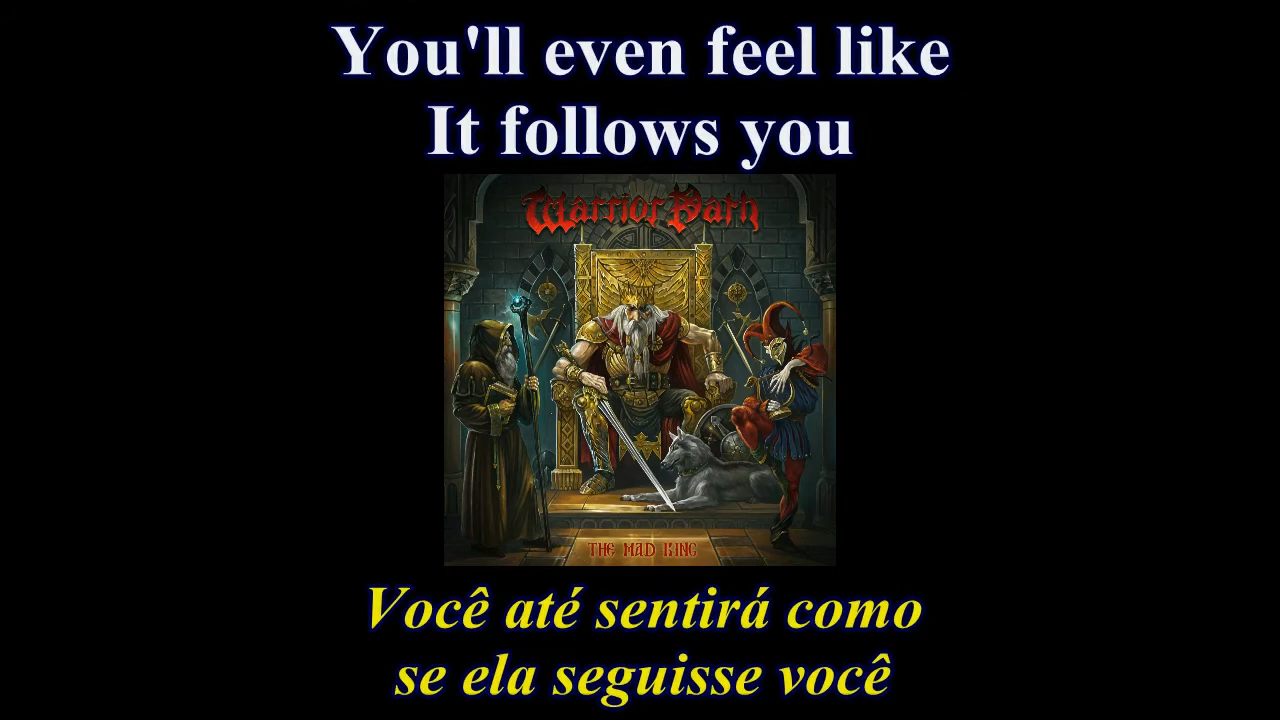 You'll even feel like
It follows you
Warrior Path
THE MAD KING
Você até sentirá como
se ela seguisse você